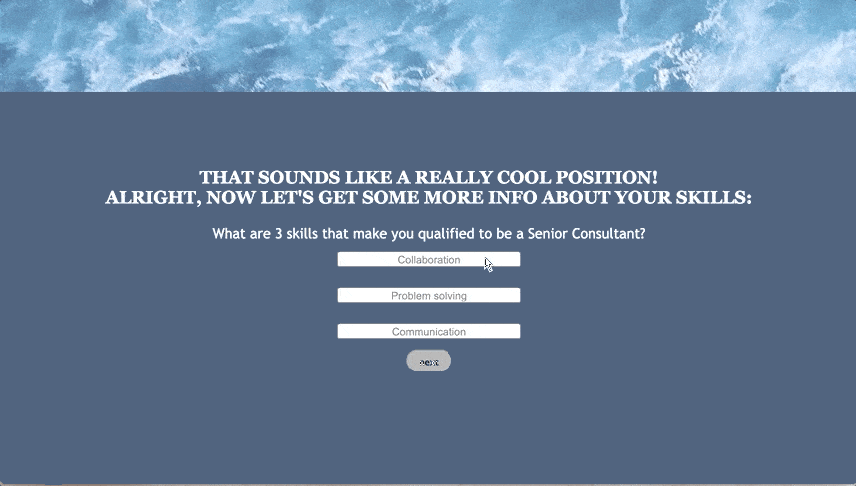 THAT SOUNDS LIKE A REALLY COOL POSITION!
ALRIGHT, NOW LET'S GET SOME MORE INFO ABOUT YOUR SKILLS:
What are 3 skills that make you qualified to be a Senior Consultant?
Collaboration
Problem solving
Communication
next